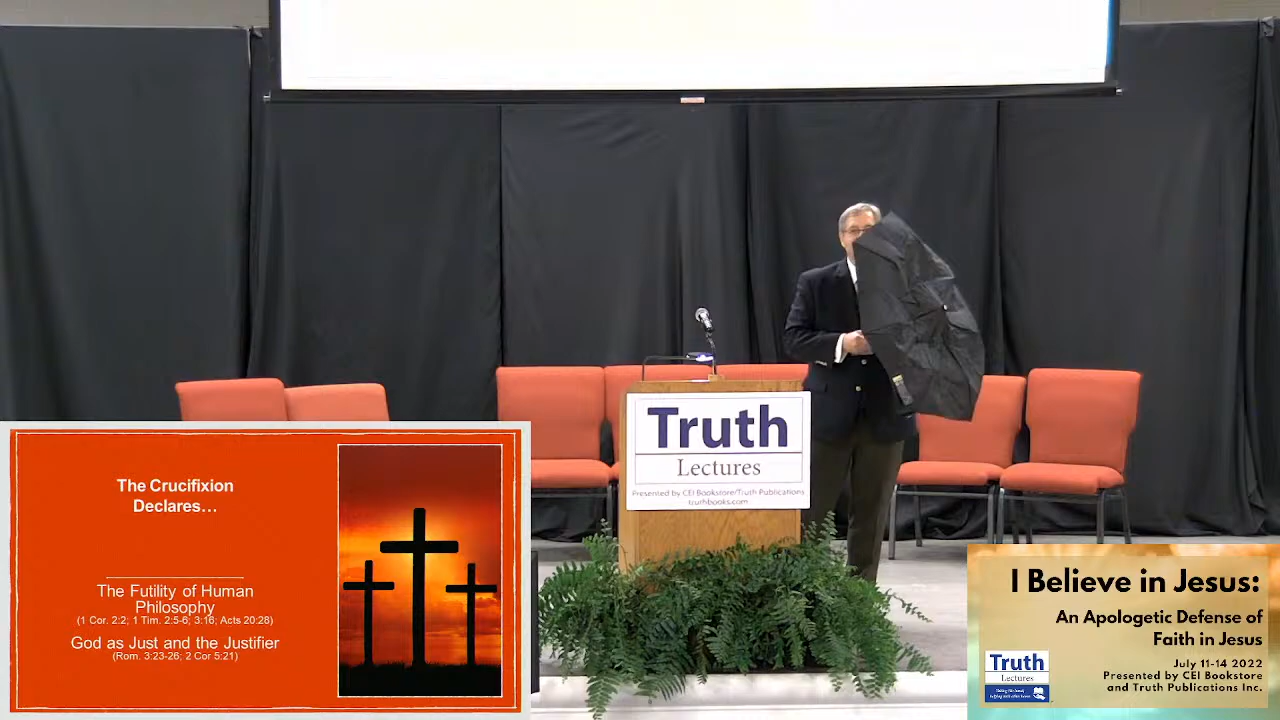 Truth
Lectures
Presented by CEI Bookstore/Truth Publications
truthbooks.com
The Crucifixion
Declares…
The Futility of Human
Philosophy
(1 Cor. 2:2; 1 Tim. 2:5-6; 3:16; Acts 20:28)
God as Just and the Justifier
(Rom. 3:23-26; 2 Cor 5:21)
I Believe in Jesus:
An Apologetic Defense of
Faith in Jesus
July 11-14 2022
Presented by CEI Bookstore
and Truth Publications Inc.
Truth
Lectures